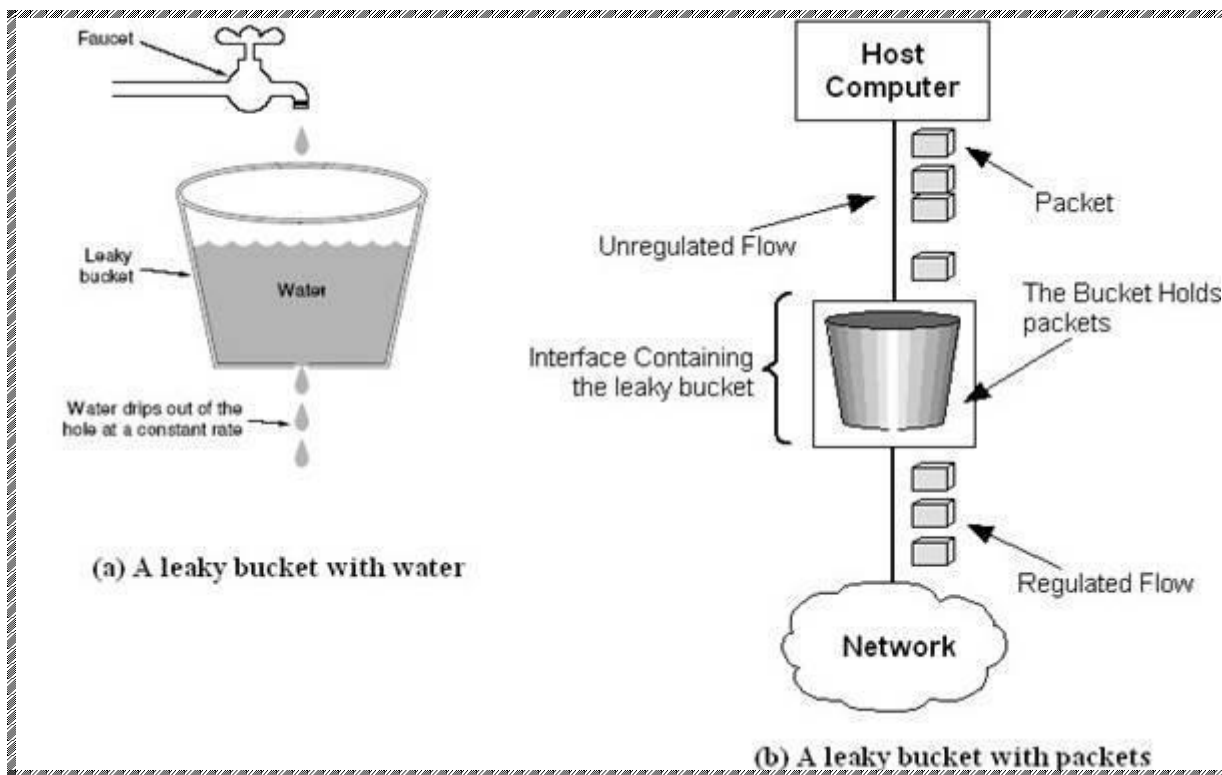 Faucet
Leaky
bucket
Water
Water drips out of the
hole at a constant rate
(a) A leaky bucket with water
Host
Computer
Packet
Unregulated Flow
The Bucket Holds
packets
Interface Containing
the leaky bucket
Regulated Flow
Network
(b) A leaky bucket with packets